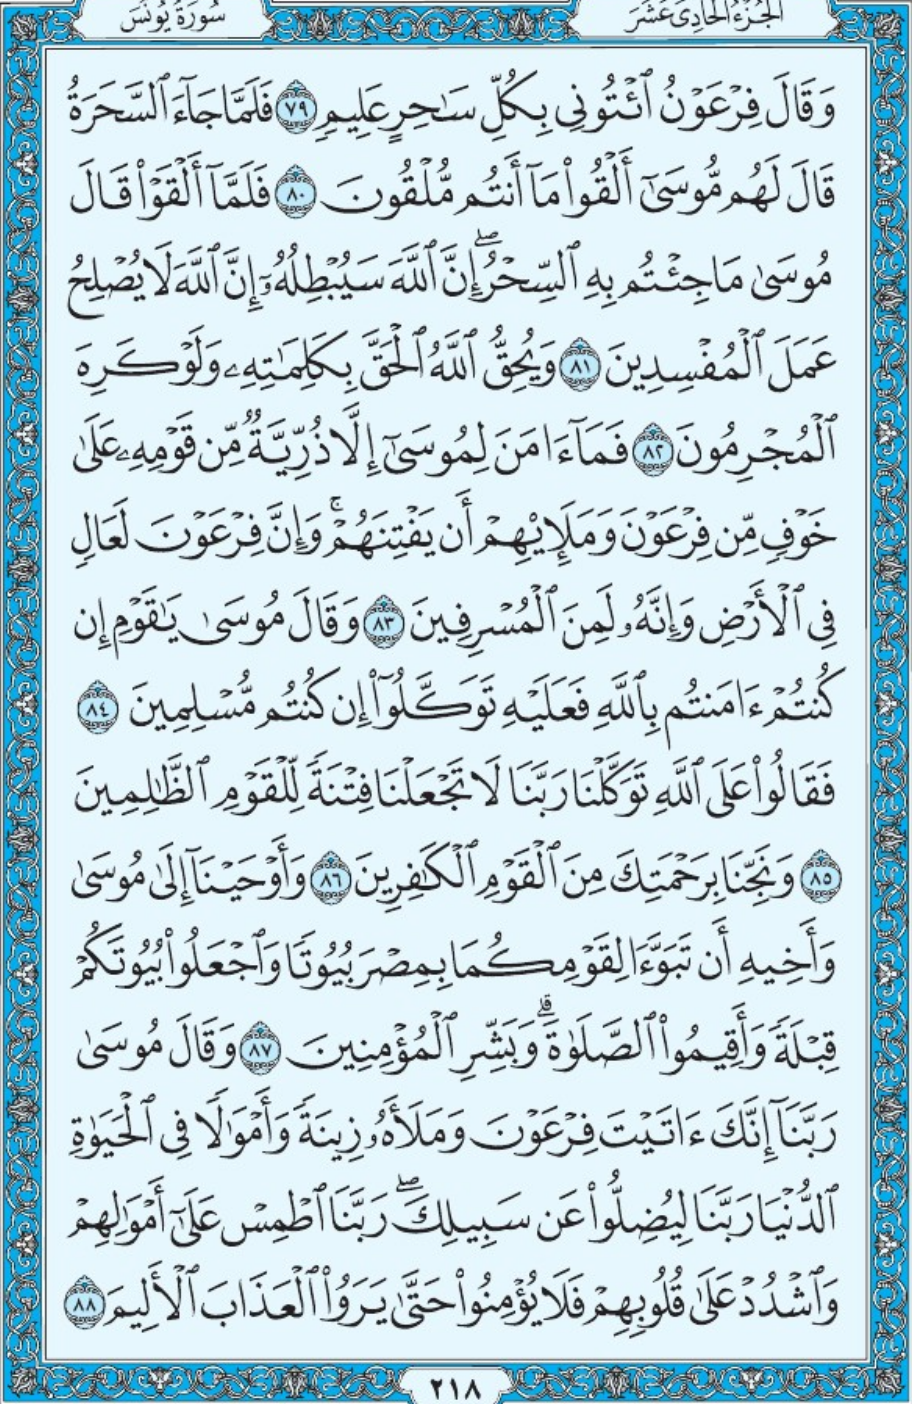 سُورَةُ يُونُسَ
الجُزْءُ الحَادِي عَشَرَ
وَقَالَ فِرْعَوْنُ ٱئْتُونِى بِكُلِّ سَٰحِرٍ عَلِيمٍ ٧٩ فَلَمَّا جَآءَ ٱلسَّحَرَةُ
قَالَ لَهُم مُّوسَىٰٓ أَلْقُوا۟ مَآ أَنتُم مُّلْقُونَ ٨٠ فَلَمَّآ أَلْقَوْا۟ قَالَ
مُوسَىٰ مَا جِئْتُم بِهِ ٱلسِّحْرُ ۖ إِنَّ ٱللَّهَ سَيُبْطِلُهُۥٓ إِنَّ ٱللَّهَ لَا يُصْلِحُ
عَمَلَ ٱلْمُفْسِدِينَ ٨١ وَيُحِقُّ ٱللَّهُ ٱلْحَقَّ بِكَلِمَٰتِهِۦ وَلَوْ كَرِهَ
ٱلْمُجْرِمُونَ ٨٢ فَمَآ ءَامَنَ لِمُوسَىٰٓ إِلَّا ذُرِّيَّةٌ مِّن قَوْمِهِۦ عَلَىٰ
خَوْفٍ مِّن فِرْعَوْنَ وَمَلَإِي۟هِمْ أَن يَفْتِنَهُمْ ۚ وَإِنَّ فِرْعَوْنَ لَعَالٍ
فِى ٱلْأَرْضِ وَإِنَّهُۥ لَمِنَ ٱلْمُسْرِفِينَ ٨٣ وَقَالَ مُوسَىٰ يَٰقَوْمِ إِن
كُنتُمْ ءَامَنتُم بِٱللَّهِ فَعَلَيْهِ تَوَكَّلُوٓا۟ إِن كُنتُم مُّسْلِمِينَ ٨٤
فَقَالُوا۟ عَلَى ٱللَّهِ تَوَكَّلْنَا رَبَّنَا لَا تَجْعَلْنَا فِتْنَةً لِّلْقَوْمِ ٱلظَّٰلِمِينَ
٨٥ وَنَجِّنَا بِرَحْمَتِكَ مِنَ ٱلْقَوْمِ ٱلْكَٰفِرِينَ ٨٦ وَأَوْحَيْنَآ إِلَىٰ مُوسَىٰ
وَأَخِيهِ أَن تَبَوَّءَا لِقَوْمِكُمَا بِمِصْرَ بُيُوتًا وَٱجْعَلُوا۟ بُيُوتَكُمْ
قِبْلَةً وَأَقِيمُوا۟ ٱلصَّلَوٰةَ ۗ وَبَشِّرِ ٱلْمُؤْمِنِينَ ٨٧ وَقَالَ مُوسَىٰ
رَبَّنَآ إِنَّكَ ءَاتَيْتَ فِرْعَوْنَ وَمَلَأَهُۥ زِينَةً وَأَمْوَٰلًا فِى ٱلْحَيَوٰةِ
ٱلدُّنْيَا رَبَّنَا لِيُضِلُّوا۟ عَن سَبِيلِكَ ۖ رَبَّنَا ٱطْمِسْ عَلَىٰٓ أَمْوَٰلِهِمْ
وَٱشْدُدْ عَلَىٰ قُلُوبِهِمْ فَلَا يُؤْمِنُوا۟ حَتَّىٰ يَرَوُا۟ ٱلْعَذَابَ ٱلْأَلِيمَ ٨٨
٢١٨